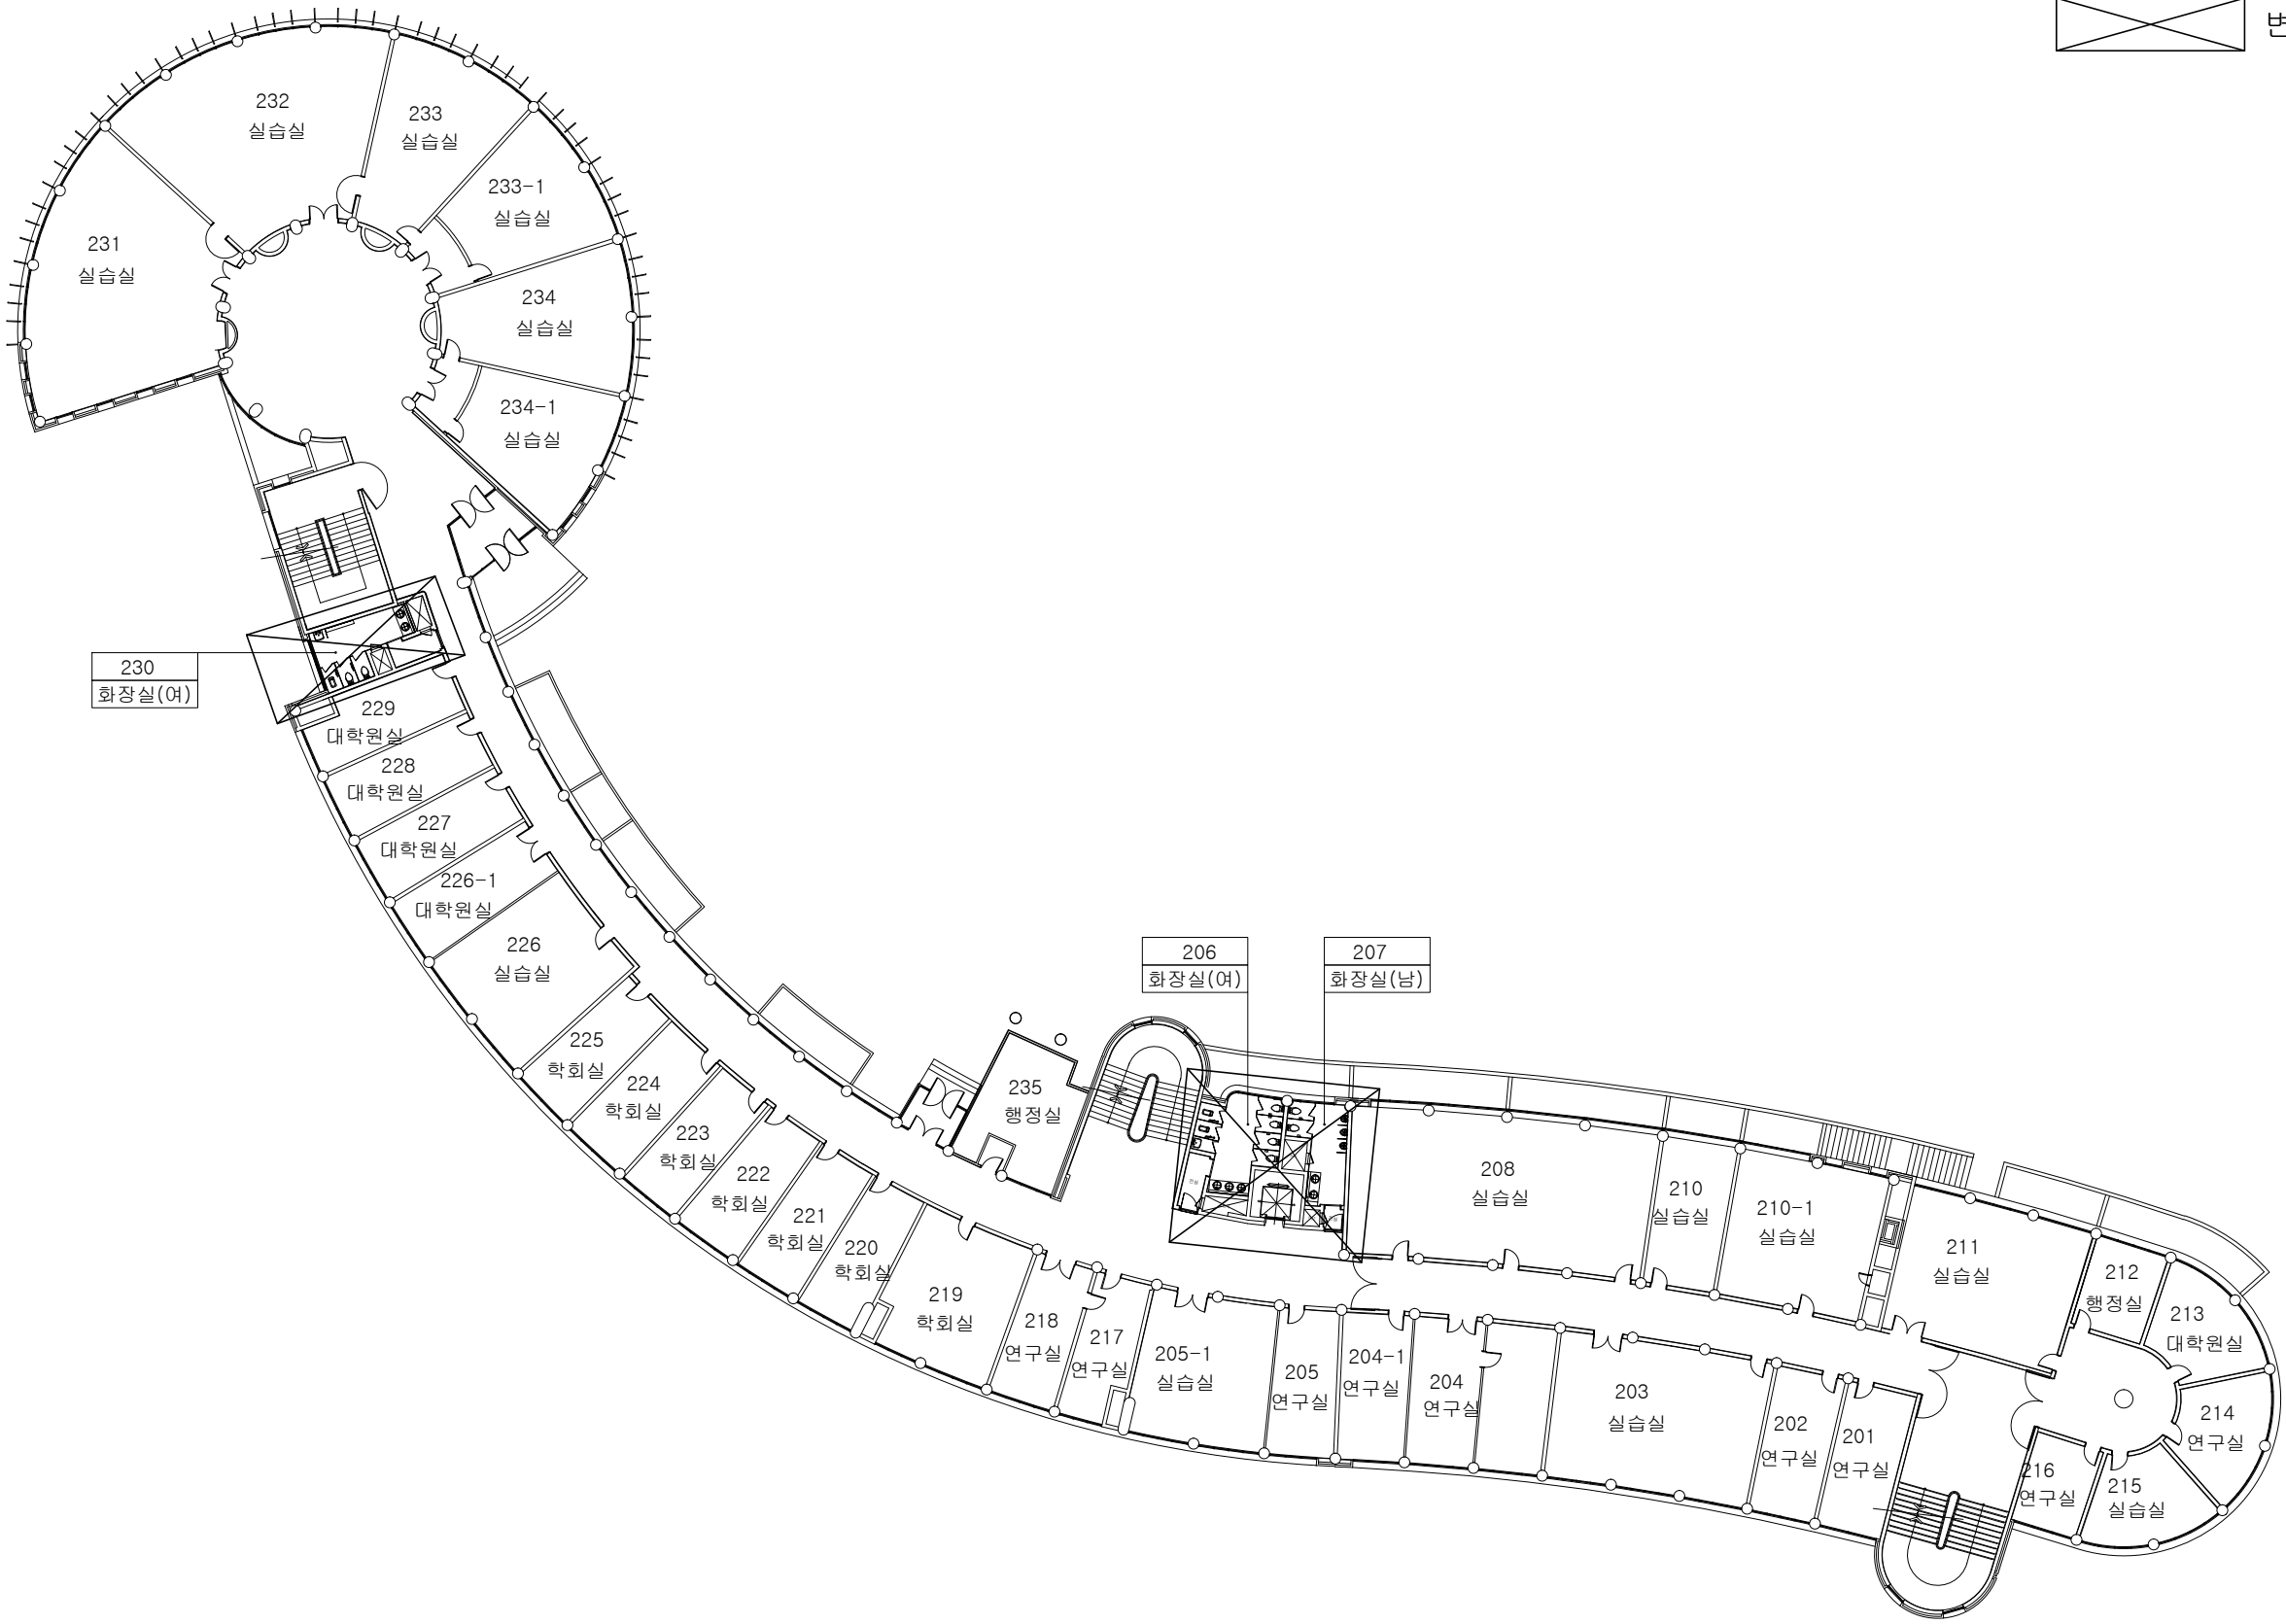 232
실습실
233
실습실
233-1
실습실
231
실습실
234
실습실
234-1
실습실
230
화장실(여)
229
대학원실
228
대학원실
227
대학원실
226-1
대학원실
226
실습실
225
학회실
224
학회실
223
학회실
222
학회실
221
학회실
220
학회실
219
학회실
218
연구실
217
연구실
235
행정실
206
화장실(여)
207
화장실(남)
208
실습실
210
실습실
210-1
실습실
211
실습실
212
행정실
213
대학원실
214
연구실
215
실습실
216
연구실
205-1
실습실
205
연구실
204-1
연구실
204
연구실
203
실습실
202
연구실
201
연구실